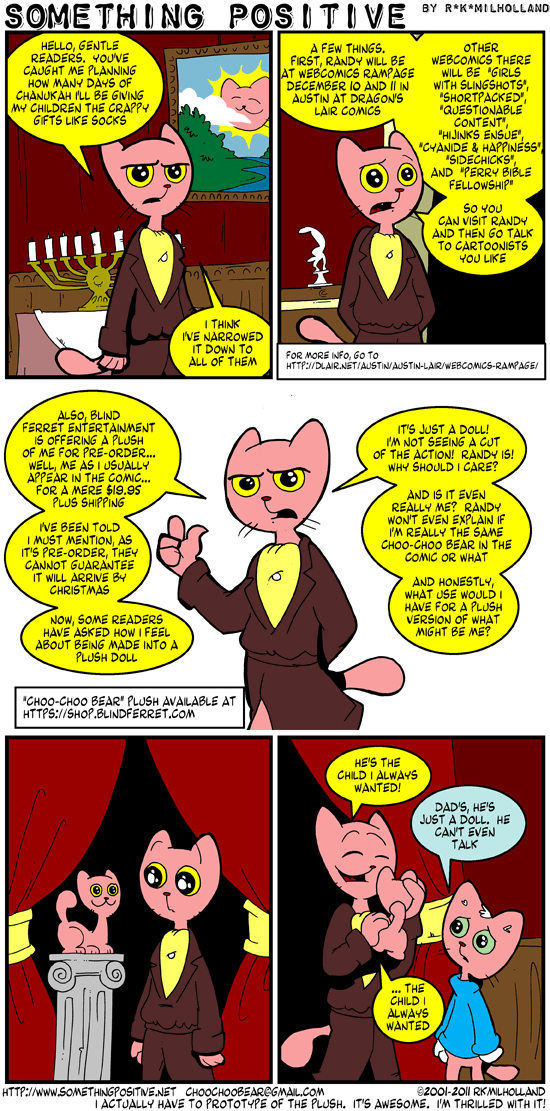 SOMETHING POSITIVE BY R*K*MILHOLLAND
HELLO, GENTLE
READERS. YOU'VE
CAUGHT ME PLANNING
HOW MANY DAYS OF
CHANUKAH I'LL BE GIVING
MY CHILDREN THE CRAPPY
GIFTS LIKE SOCKS
I THINK
I'VE NARROWED
IT DOWN TO
ALL OF THEM
A FEW THINGS.
FIRST, RANDY WILL BE
AT WEBCOMICS RAMPAGE
DECEMBER 10 AND 11 IN
AUSTIN AT DRAGON'S
LAIR COMICS
OTHER
WEBCOMICS THERE
WILL BE "GIRLS
WITH SLINGSHOTS",
"SHORTPACKED",
"QUESTIONABLE
CONTENT",
"HIJINKS ENSUE",
"CYANIDE & HAPPINESS",
"SIDECHICKS",
AND "PERRY BIBLE
FELLOWSHIP"
SO YOU
CAN VISIT RANDY
AND THEN GO TALK
TO CARTOONISTS
YOU LIKE
FOR MORE INFO, GO TO
HTTP://DLAIR.NET/AUSTIN/AUSTIN-LAIR/WEBCOMICS-RAMPAGE/
ALSO, BLIND
FERRET ENTERTAINMENT
IS OFFERING A PLUSH
OF ME FOR PRE-ORDER...
WELL, ME AS I USUALLY
APPEAR IN THE COMIC...
FOR A MERE $19.95
PLUS SHIPPING
I'VE BEEN TOLD
I MUST MENTION, AS
IT'S PRE-ORDER, THEY
CANNOT GUARANTEE
IT WILL ARRIVE BY
CHRISTMAS
NOW, SOME READERS
HAVE ASKED HOW I FEEL
ABOUT BEING MADE INTO A
PLUSH DOLL
IT'S JUST A DOLL!
I'M NOT SEEING A CUT
OF THE ACTION! RANDY IS!
WHY SHOULD I CARE?
AND IS IT EVEN
REALLY ME? RANDY
WON'T EVEN EXPLAIN IF
I'M REALLY THE SAME
CHOO-CHOO BEAR IN THE
COMIC OR WHAT
AND HONESTLY,
WHAT USE WOULD I
HAVE FOR A PLUSH
VERSION OF WHAT
MIGHT BE ME?
"CHOO-CHOO BEAR" PLUSH AVAILABLE AT
HTTPS://SHOP.BLINDFERRET.COM
HE'S THE
CHILD I ALWAYS
WANTED!
DAD'S, HE'S
JUST A DOLL. HE
CAN'T EVEN
TALK
... THE
CHILD I
ALWAYS
WANTED
HTTP://WWW.SOMETHINGPOSITIVE.NET CHOOCHOOBEAR@GMAIL.COM ©2001-2011 RKMILHOLLAND
I ACTUALLY HAVE TO PROTOTYPE OF THE PLUSH. IT'S AWESOME. I'M THRILLED WITH IT!